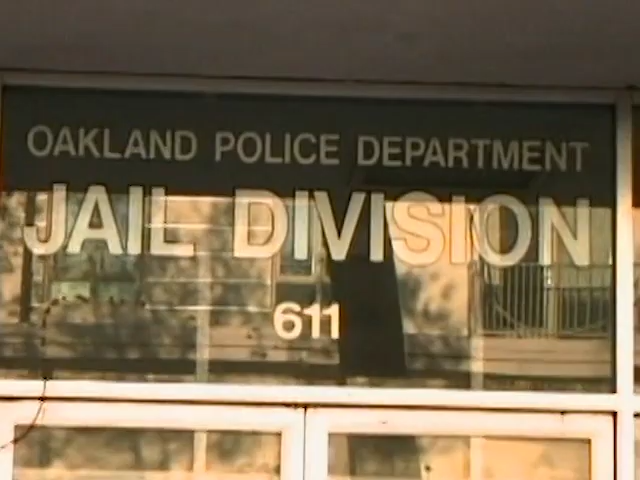 OAKLAND POLICE DEPARTMENT
JAIL DIVISION
611